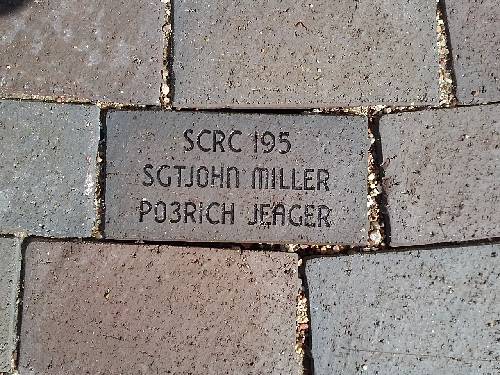 SCRC 195
SGTJOHN MILLER
PO3RICH JEAGER